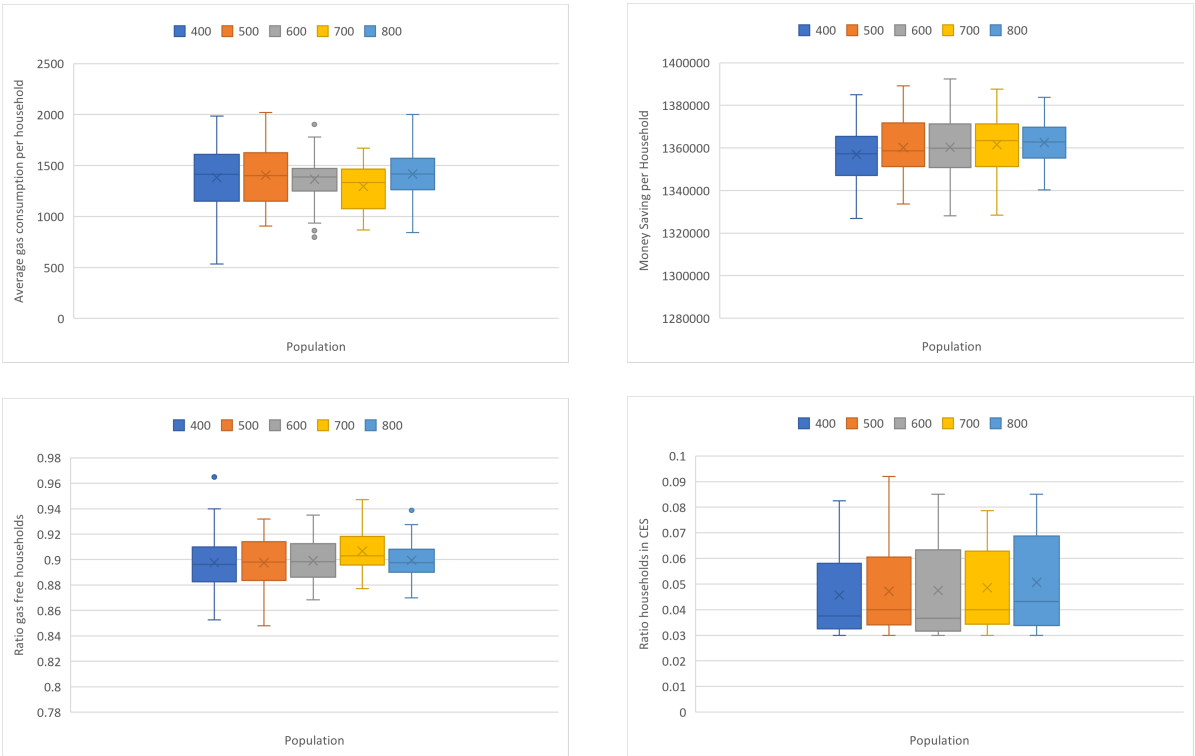 400 500 600 700 800
Average gas consumption per household
2500
2000
1500
1000
500
0
Population
400 500 600 700 800
Money Saving per Household
1400000
1380000
1360000
1340000
1320000
1300000
1280000
Population
400 500 600 700 800
Ratio gas free households
0.98
0.96
0.94
0.92
0.9
0.88
0.86
0.84
0.82
0.8
0.78
Population
400 500 600 700 800
Ratio households in CES
0.1
0.09
0.08
0.07
0.06
0.05
0.04
0.03
0.02
0.01
0
Population